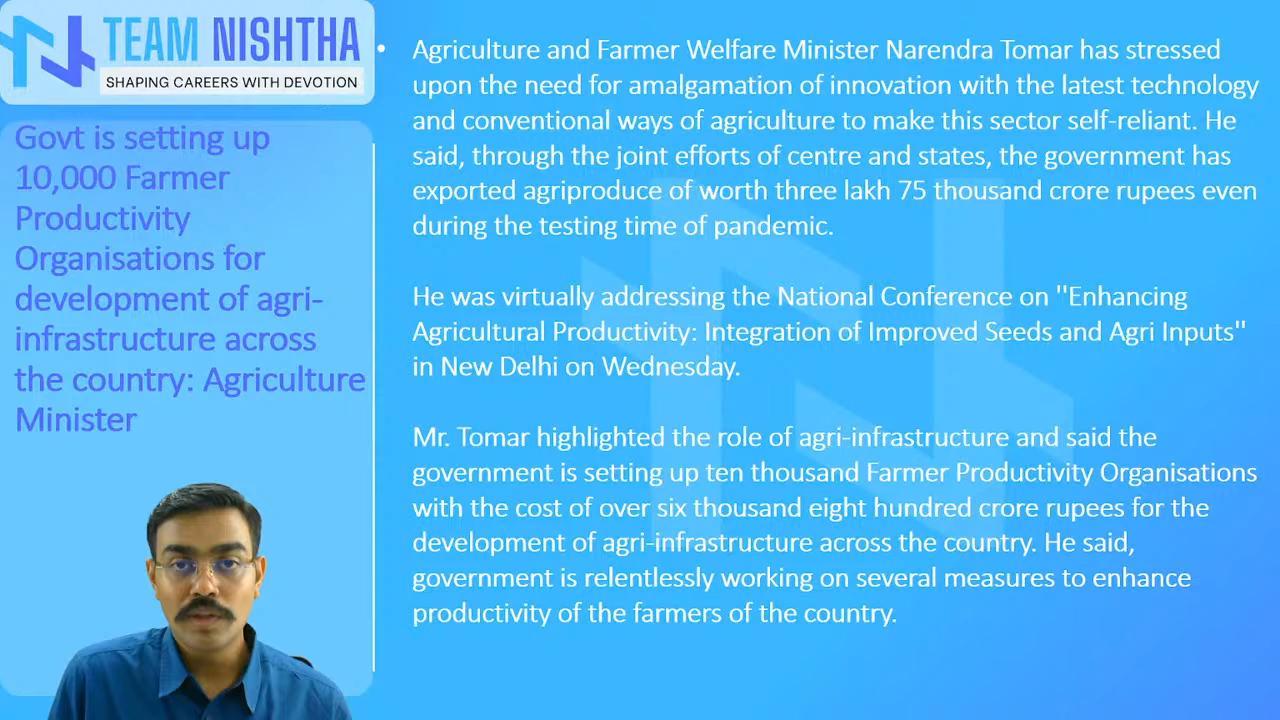 TEAM NISHTHA
SHAPING CAREERS WITH DEVOTION
Govt is setting up
10,000 Farmer
Productivity
Organisations for
development of agri-
infrastructure across
the country: Agriculture
Minister
• Agriculture and Farmer Welfare Minister Narendra Tomar has stressed
upon the need for amalgamation of innovation with the latest technology
and conventional ways of agriculture to make this sector self-reliant. He
said, through the joint efforts of centre and states, the government has
exported agriproduce of worth three lakh 75 thousand crore rupees even
during the testing time of pandemic.
He was virtually addressing the National Conference on "Enhancing
Agricultural Productivity: Integration of Improved Seeds and Agri Inputs"
in New Delhi on Wednesday.
Mr. Tomar highlighted the role of agri-infrastructure and said the
government is setting up ten thousand Farmer Productivity Organisations
with the cost of over six thousand eight hundred crore rupees for the
development of agri-infrastructure across the country. He said,
government is relentlessly working on several measures to enhance
productivity of the farmers of the country.